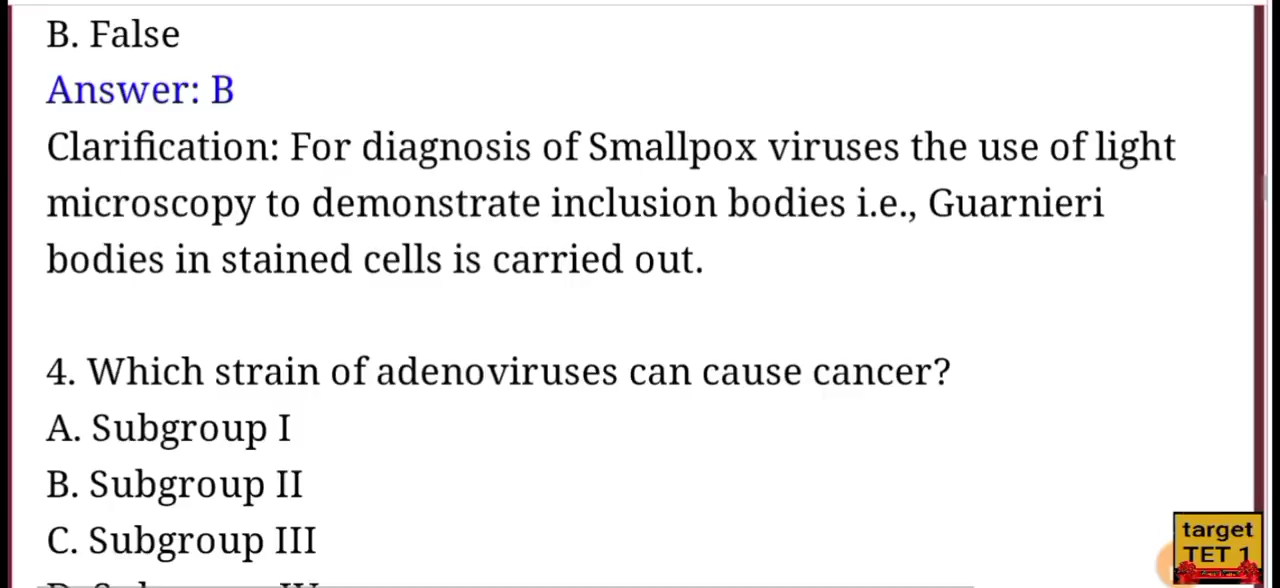 B. False
Answer: B
Clarification: For diagnosis of Smallpox viruses the use of light
microscopy to demonstrate inclusion bodies i.e., Guarnieri
bodies in stained cells is carried out.
4. Which strain of adenoviruses can cause cancer?
A. Subgroup I
B. Subgroup II
C. Subgroup III
target
TET 1